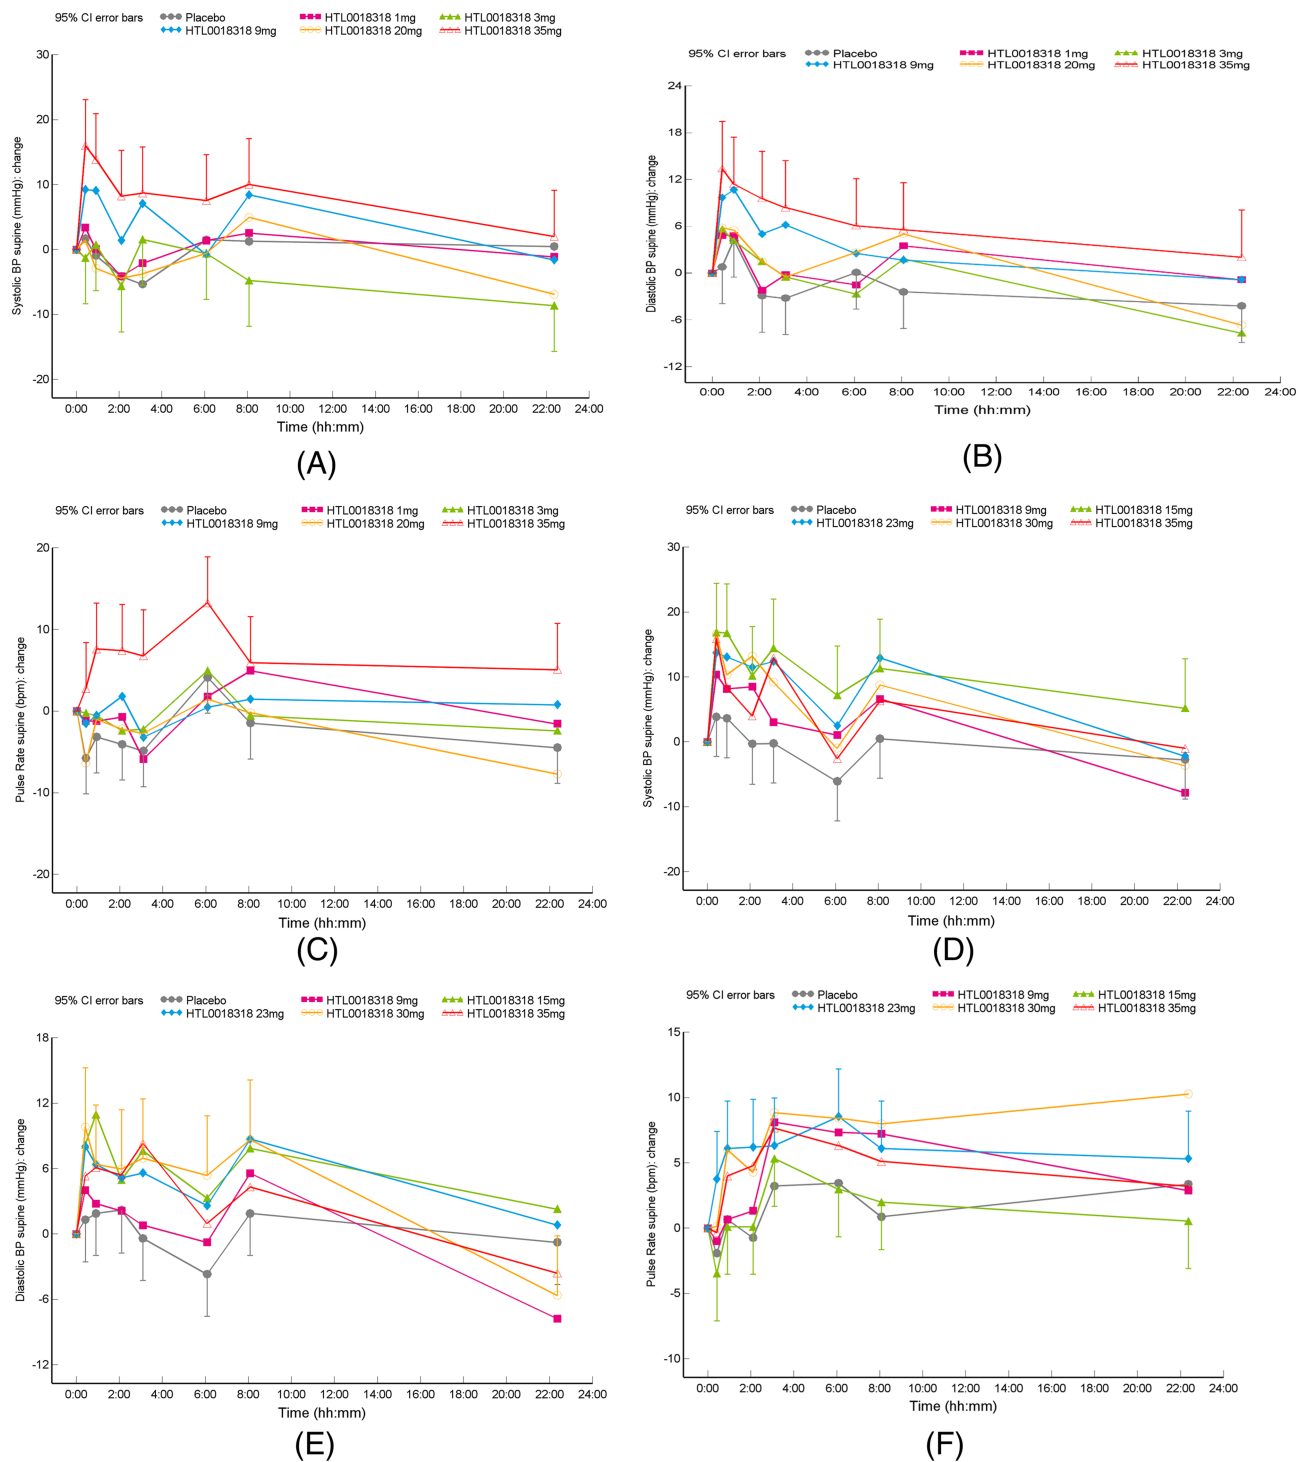 95% CI error bars Placebo HTL0018318 1mg HTL0018318 3mg
HTL0018318 9mg HTL0018318 20mg HTL0018318 35mg
Systolic BP supine (mmHg): change
30
20
10
0
-10
-20
0:00 2:00 4:00 6:00 8:00 10:00 12:00 14:00 16:00 18:00 20:00 22:00 24:00
Time (hh:mm)
(A)
95% CI error bars Placebo HTL0018318 1mg HTL0018318 3mg
HTL0018318 9mg HTL0018318 20mg HTL0018318 35mg
Diastolic BP supine (mmHg): change
24
18
12
6
0
-6
-12
0:00 2:00 4:00 6:00 8:00 10:00 12:00 14:00 16:00 18:00 20:00 22:00 24:00
Time (hh:mm)
(B)
95% CI error bars Placebo HTL0018318 1mg HTL0018318 3mg
HTL0018318 9mg HTL0018318 20mg HTL0018318 35mg
Pulse Rate supine (bpm): change
20
10
0
-10
-20
0:00 2:00 4:00 6:00 8:00 10:00 12:00 14:00 16:00 18:00 20:00 22:00 24:00
Time (hh:mm)
(C)
95% CI error bars Placebo HTL0018318 9mg HTL0018318 15mg
HTL0018318 23mg HTL0018318 30mg HTL0018318 35mg
Systolic BP supine (mmHg): change
30
20
10
0
-10
-20
0:00 2:00 4:00 6:00 8:00 10:00 12:00 14:00 16:00 18:00 20:00 22:00 24:00
Time (hh:mm)
(D)
95% CI error bars Placebo HTL0018318 9mg HTL0018318 15mg
HTL0018318 23mg HTL0018318 30mg HTL0018318 35mg
Diastolic BP supine (mmHg): change
18
12
6
0
-6
-12
0:00 2:00 4:00 6:00 8:00 10:00 12:00 14:00 16:00 18:00 20:00 22:00 24:00
Time (hh:mm)
(E)
95% CI error bars Placebo HTL0018318 9mg HTL0018318 15mg
HTL0018318 23mg HTL0018318 30mg HTL0018318 35mg
Pulse Rate supine (bpm): change
15
10
5
0
-5
-10
0:00 2:00 4:00 6:00 8:00 10:00 12:00 14:00 16:00 18:00 20:00 22:00 24:00
Time (hh:mm)
(F)